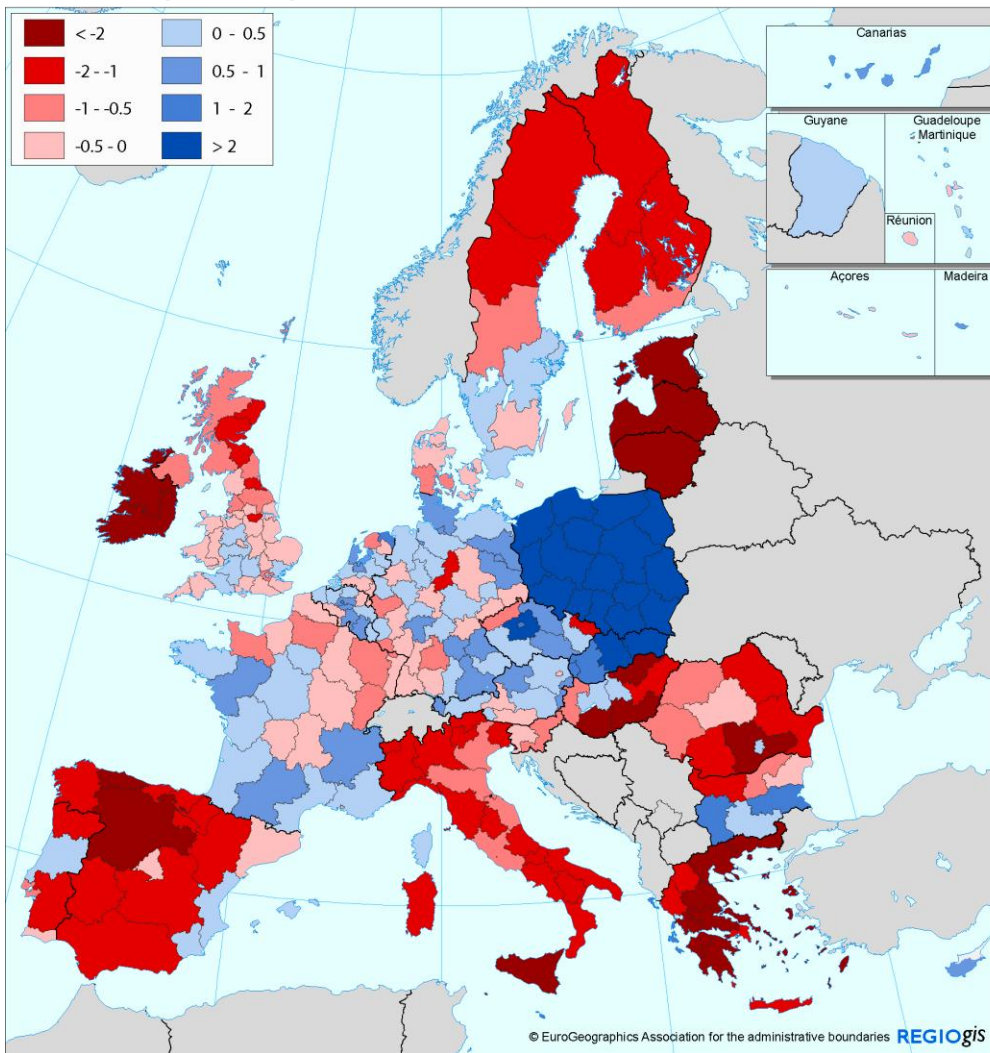 < -2
0 - 0.5
-2 - -1
0.5 - 1
-1 - -0.5
1 - 2
-0.5 - 0
> 2
Canarias
Guyane
Guadeloupe
Martinique
Réunion
Açores
Madeira
© EuroGeographics Association for the administrative boundaries REGIOgis